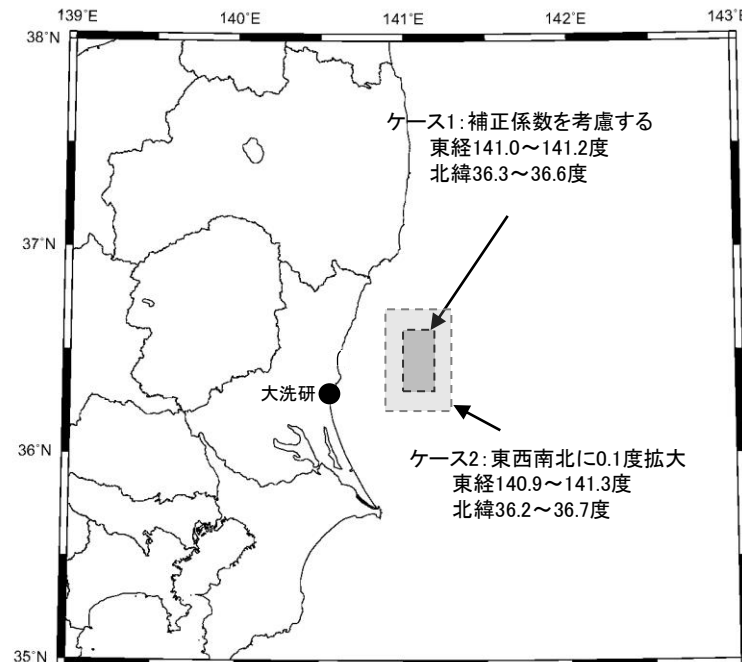 139°E
140°E
141°E
142°E
143°E
38°N
ケース1:補正係数を考慮する
東経141.0～141.2度
北緯36.3～36.6度
37°N
大洗研
36°N
ケース2:東西南北に0.1度拡大
東経140.9～141.3度
北緯36.2～36.7度
35°N